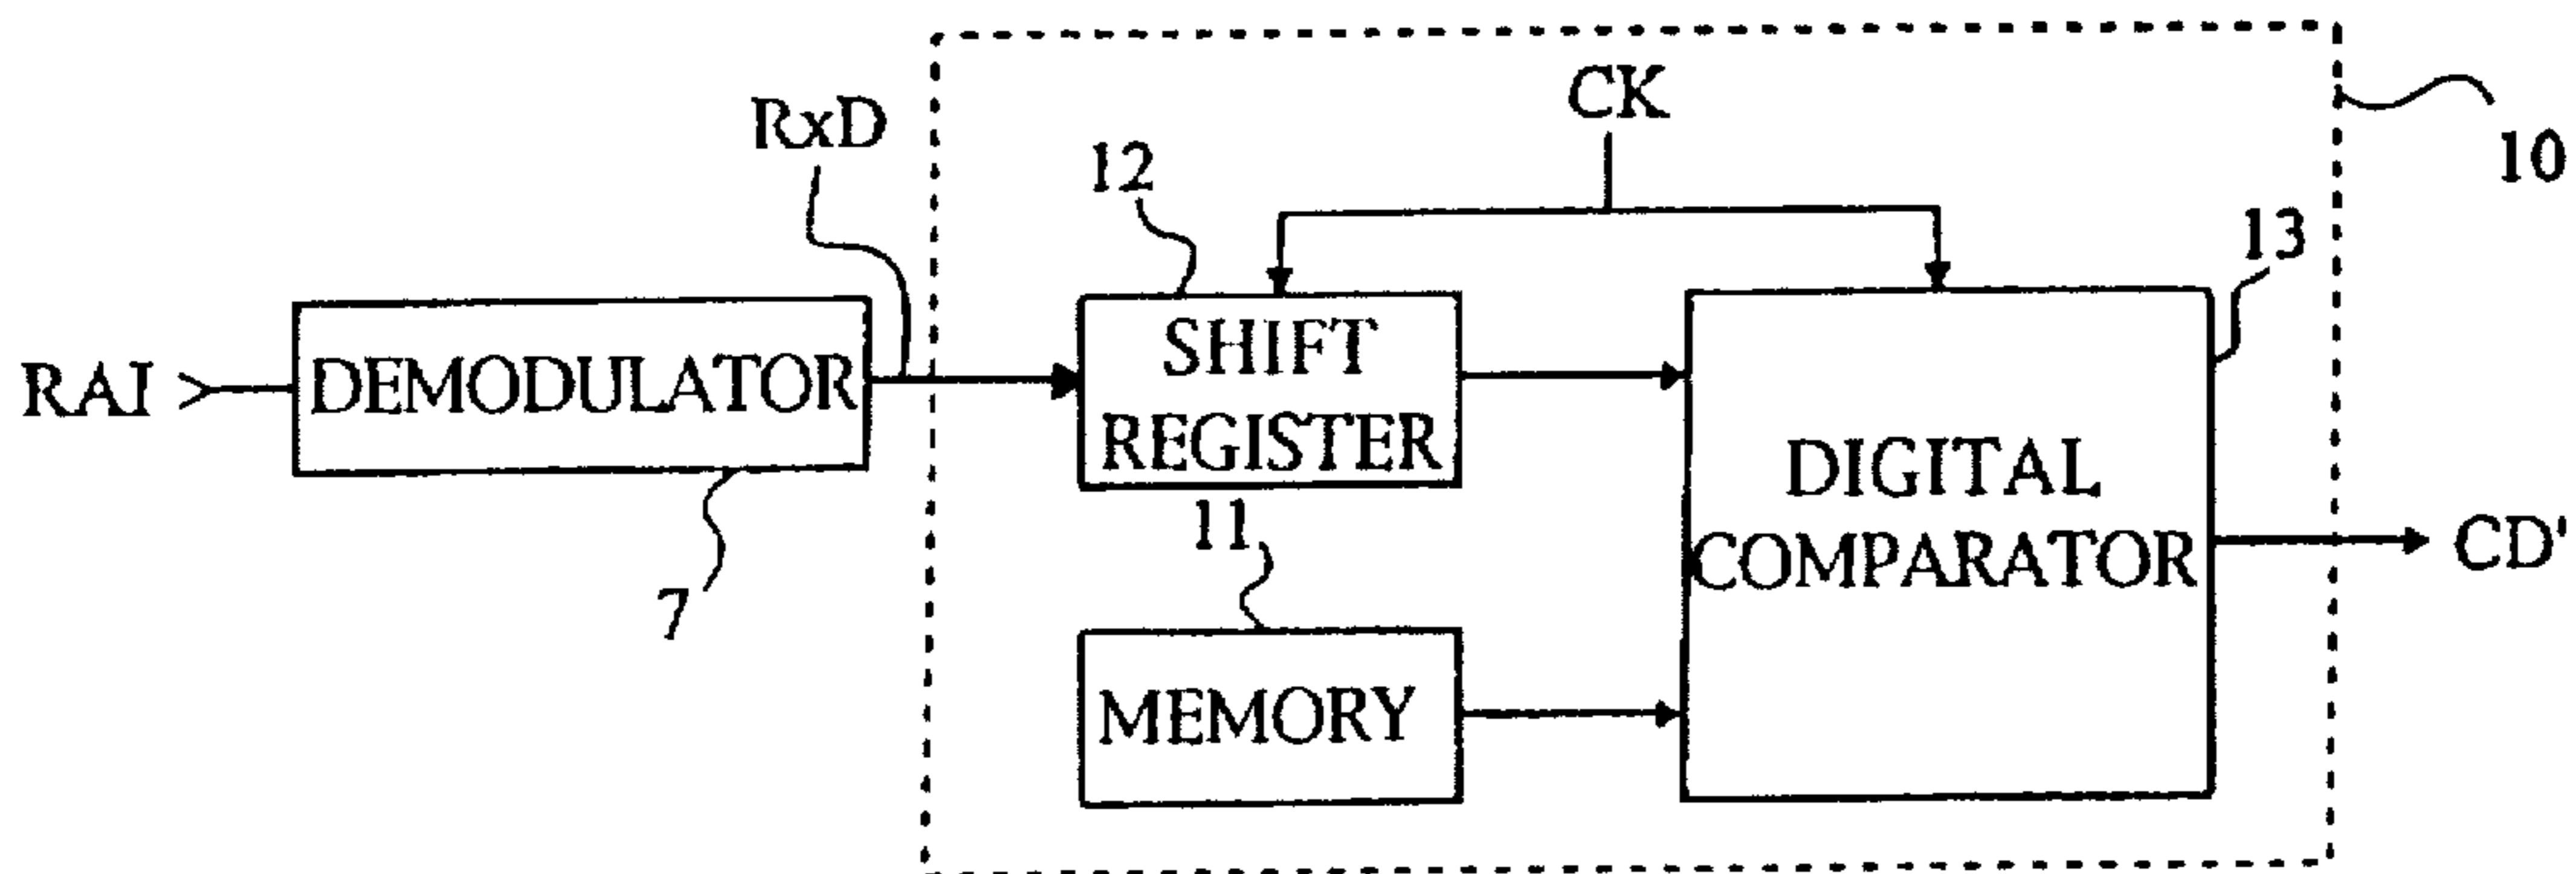 CK
RxD
10
12
13
RAI
DEMODULATOR
SHIFT
REGISTER
DIGITAL
COMPARATOR
CD'
11
7
MEMORY